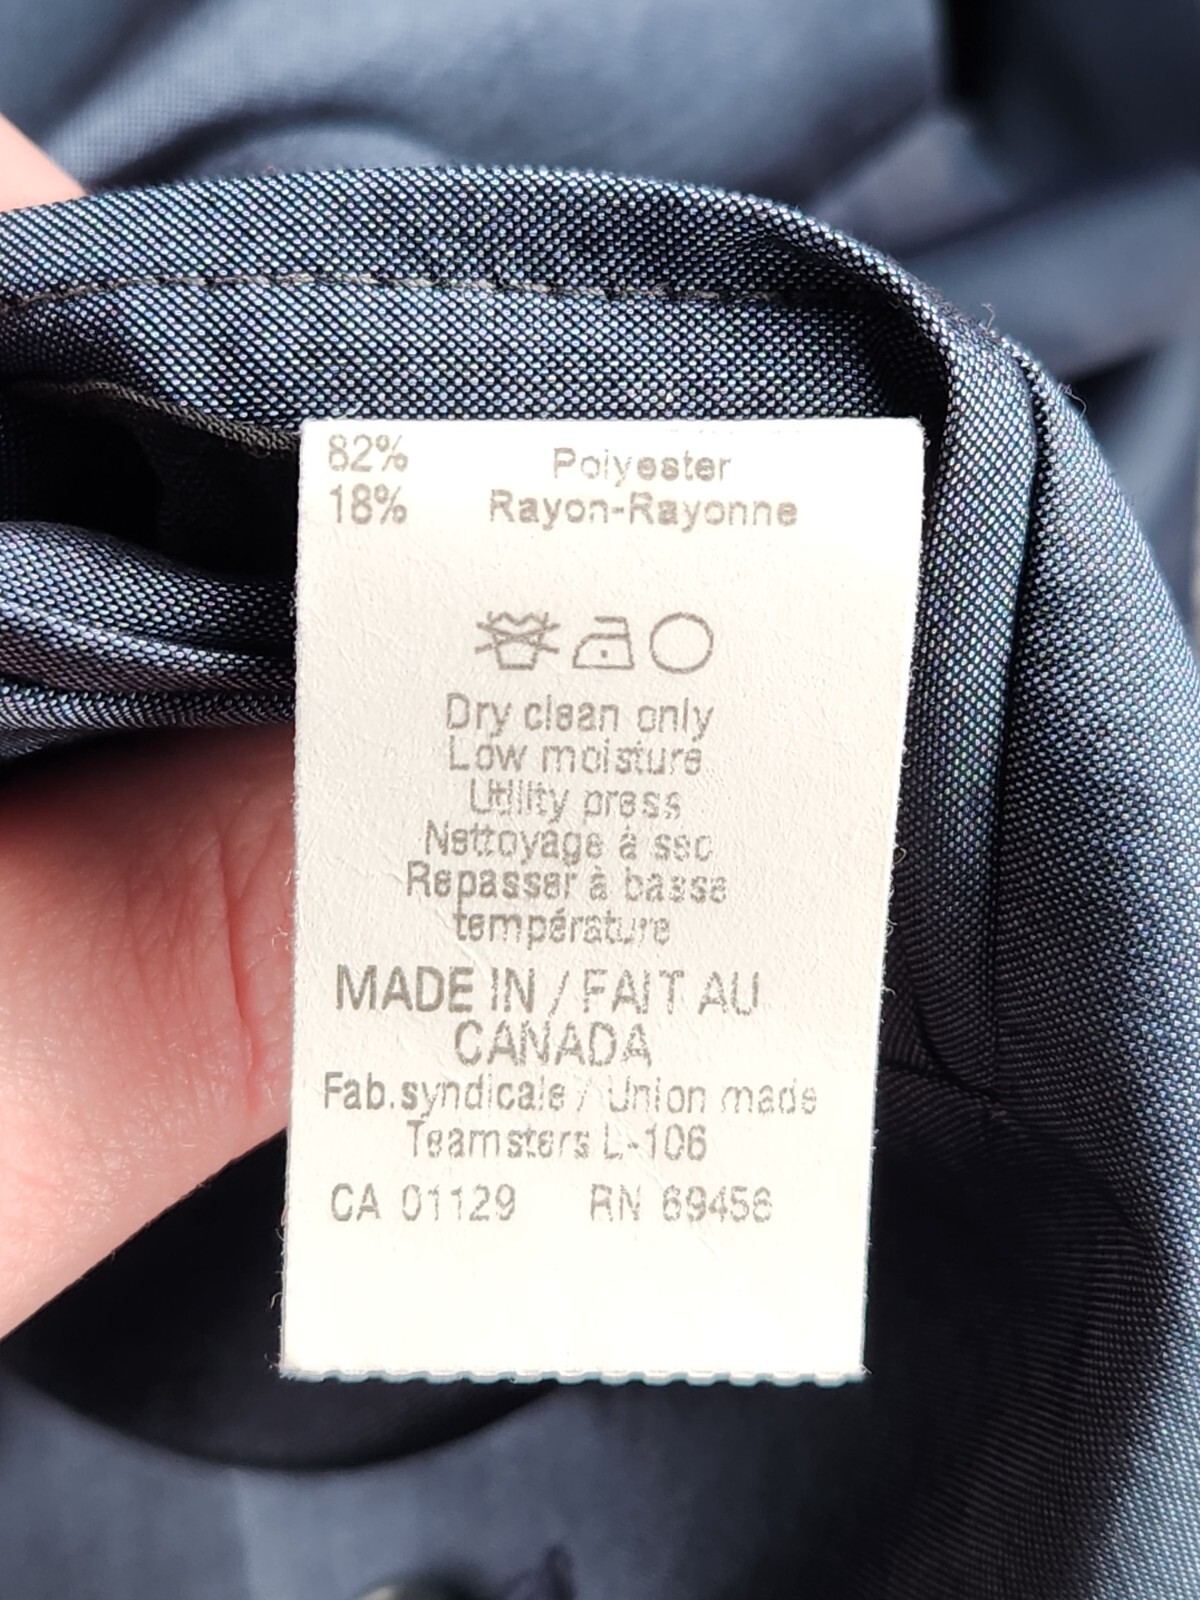 82% Polyester
18% Rayon-Rayonne
Dry clean only
Low moisture
Utility press
Nettoyage à sec
Repasser à basse
température
MADE IN / FAIT AU
CANADA
Fab.syndicale / Union made
Teamsters L-106
CA 01129 RN 69456